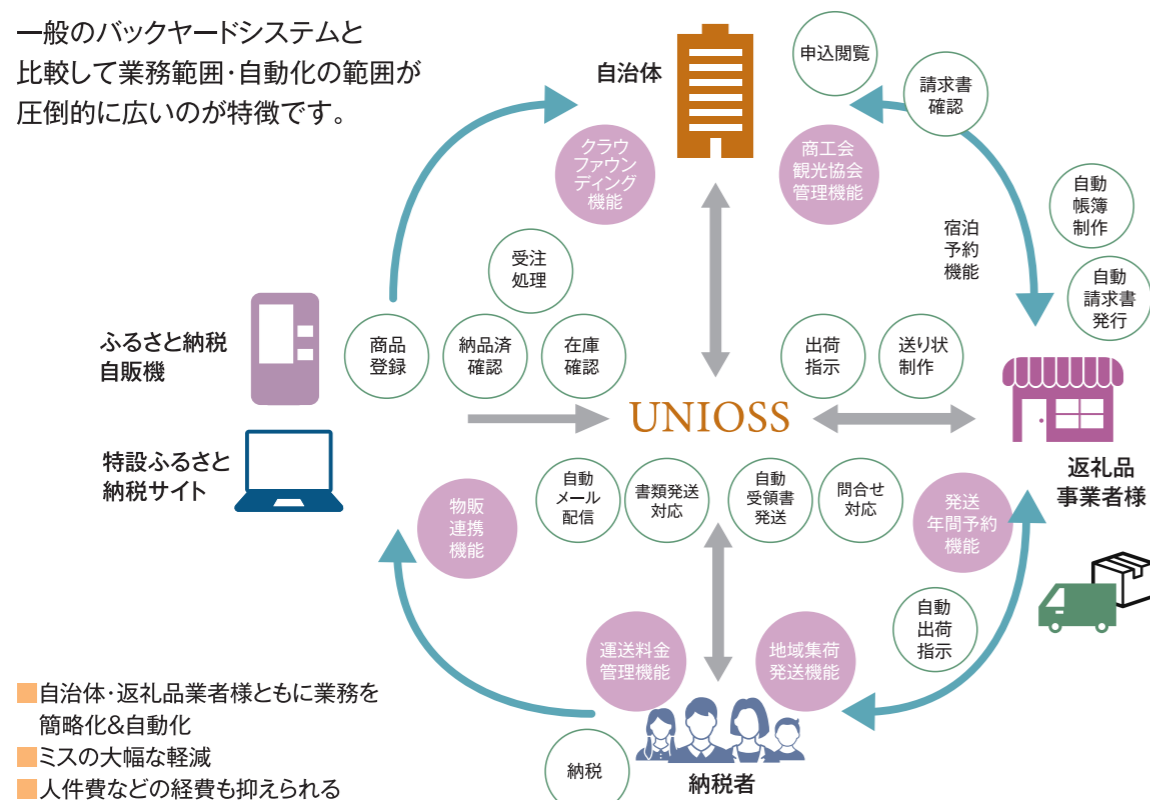 一般のバックヤードシステムと
比較して業務範囲・自動化の範囲が
圧倒的に広いのが特徴です。
自治体
申込閲覧
請求書
確認
クラウ
ファウン
ディング
機能
商工会
観光協会
管理機能
自動
帳簿
制作
宿泊
予約
機能
自動
請求書
発行
受注
処理
ふるさと納税
自販機
商品
登録
納品済
確認
在庫
確認
出荷
指示
送り状
制作
UNIOSS
特設ふるさと
納税サイト
返礼品
事業者様
物販
連携
機能
自動
メール
配信
書類発送
対応
自動
受領書
発送
問合せ
対応
発送
年間予約
機能
自動
出荷
指示
運送料金
管理機能
地域集荷
発送機能
納税
納税者
■自治体・返礼品業者様ともに業務を
簡略化&自動化
■ミスの大幅な軽減
■人件費などの経費も抑えられる